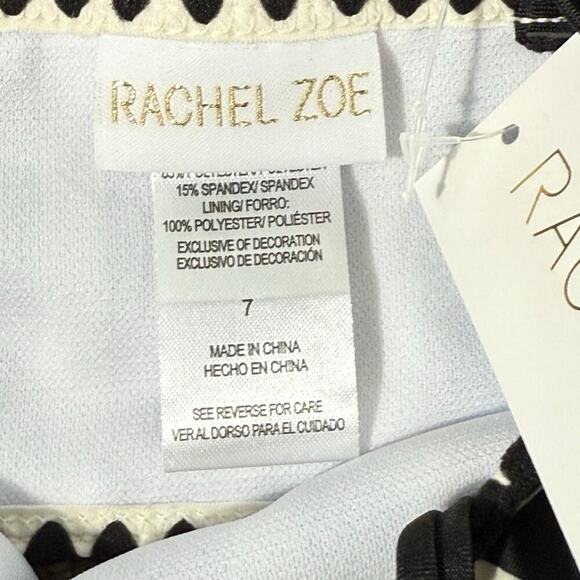 RACHEL ZOE
15% SPANDEX/ SPANDEX
LINING/ FORRO:
100% POLYESTER/ POLIÉSTER
EXCLUSIVE OF DECORATION
EXCLUSIVO DE DECORACIÓN
7
MADE IN CHINA
HECHO EN CHINA
SEE REVERSE FOR CARE
VER AL DORSO PARA EL CUIDADO
RAC